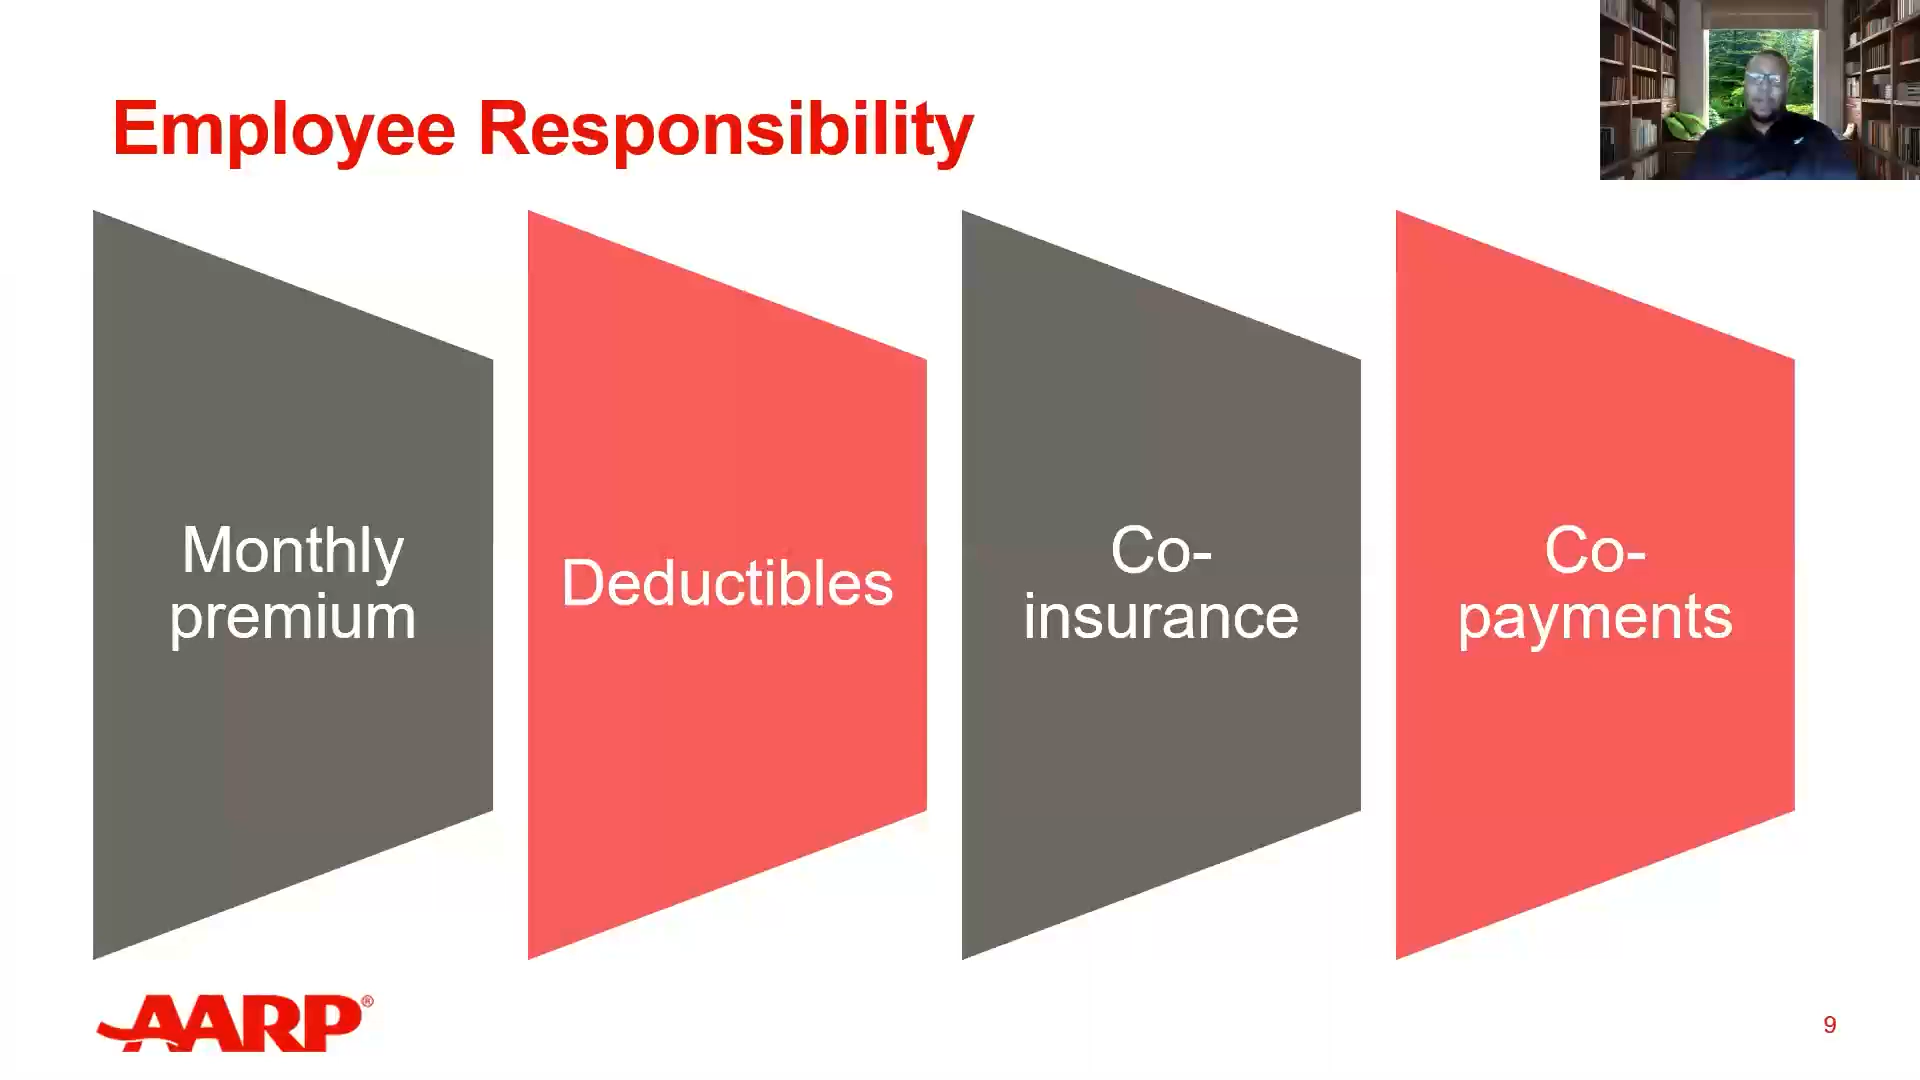 Employee Responsibility
Monthly
premium
Deductibles
Co-
insurance
Co-
payments
AARP®
9